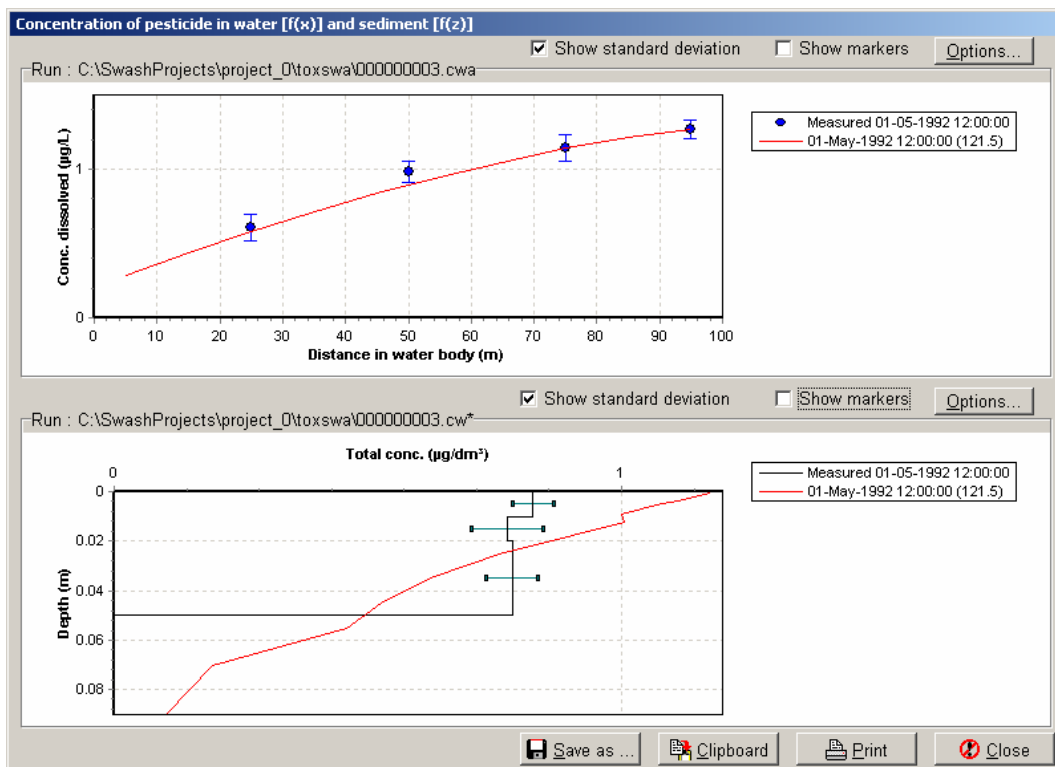 Concentration of pesticide in water [f(x)] and sediment [f(z)]
Show standard deviation Show markers Options...
Run : C:\SwashProjects\project_0\toxswa\000000003.cwa
Conc. dissolved (µg/L)
1
0
0 10 20 30 40 50 60 70 80 90 100
Distance in water body (m)
Measured 01-05-1992 12:00:00
01-May-1992 12:00:00 (121.5)
Show standard deviation Show markers Options...
Run : C:\SwashProjects\project_0\toxswa\000000003.cw*
Total conc. (µg/dm³)
0 1
Depth (m)
0
0.02
0.04
0.06
0.08
Measured 01-05-1992 12:00:00
01-May-1992 12:00:00 (121.5)
Save as ... Clipboard Print Close